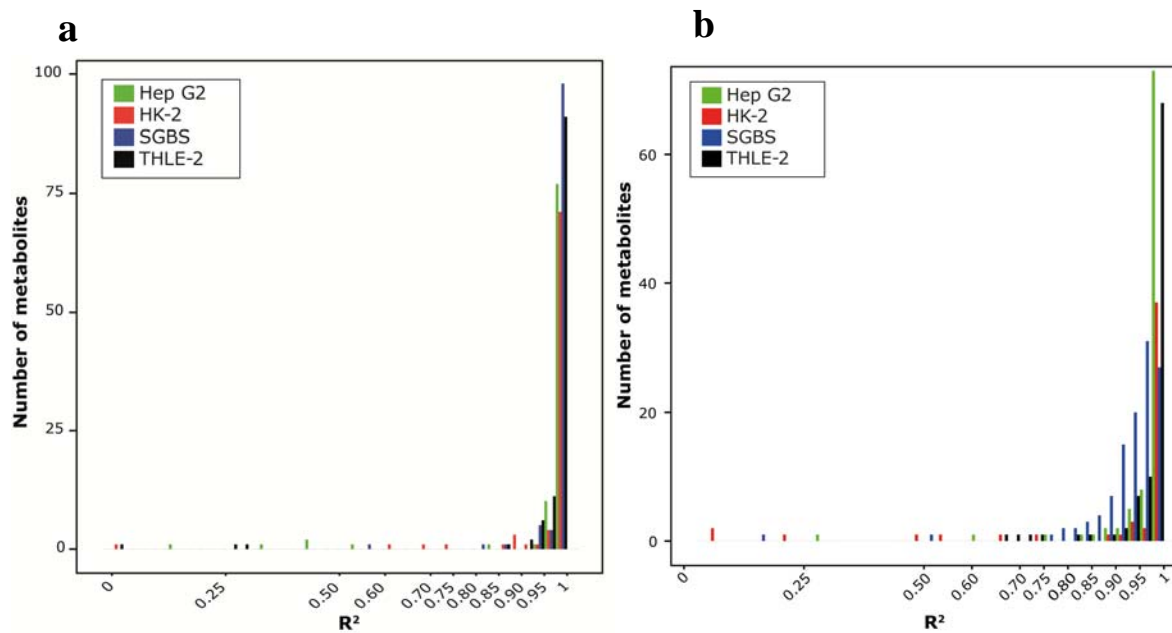 a
100
75
50
25
0
Number of metabolites
Hep G2
HK-2
SGBS
THLE-2
0
0.25
0.50
0.60
0.70
0.75
0.80
0.85
0.90
0.95
1
R²
b
60
40
20
0
Number of metabolites
Hep G2
HK-2
SGBS
THLE-2
0
0.25
0.50
0.60
0.70
0.75
0.80
0.85
0.90
0.95
1
R²